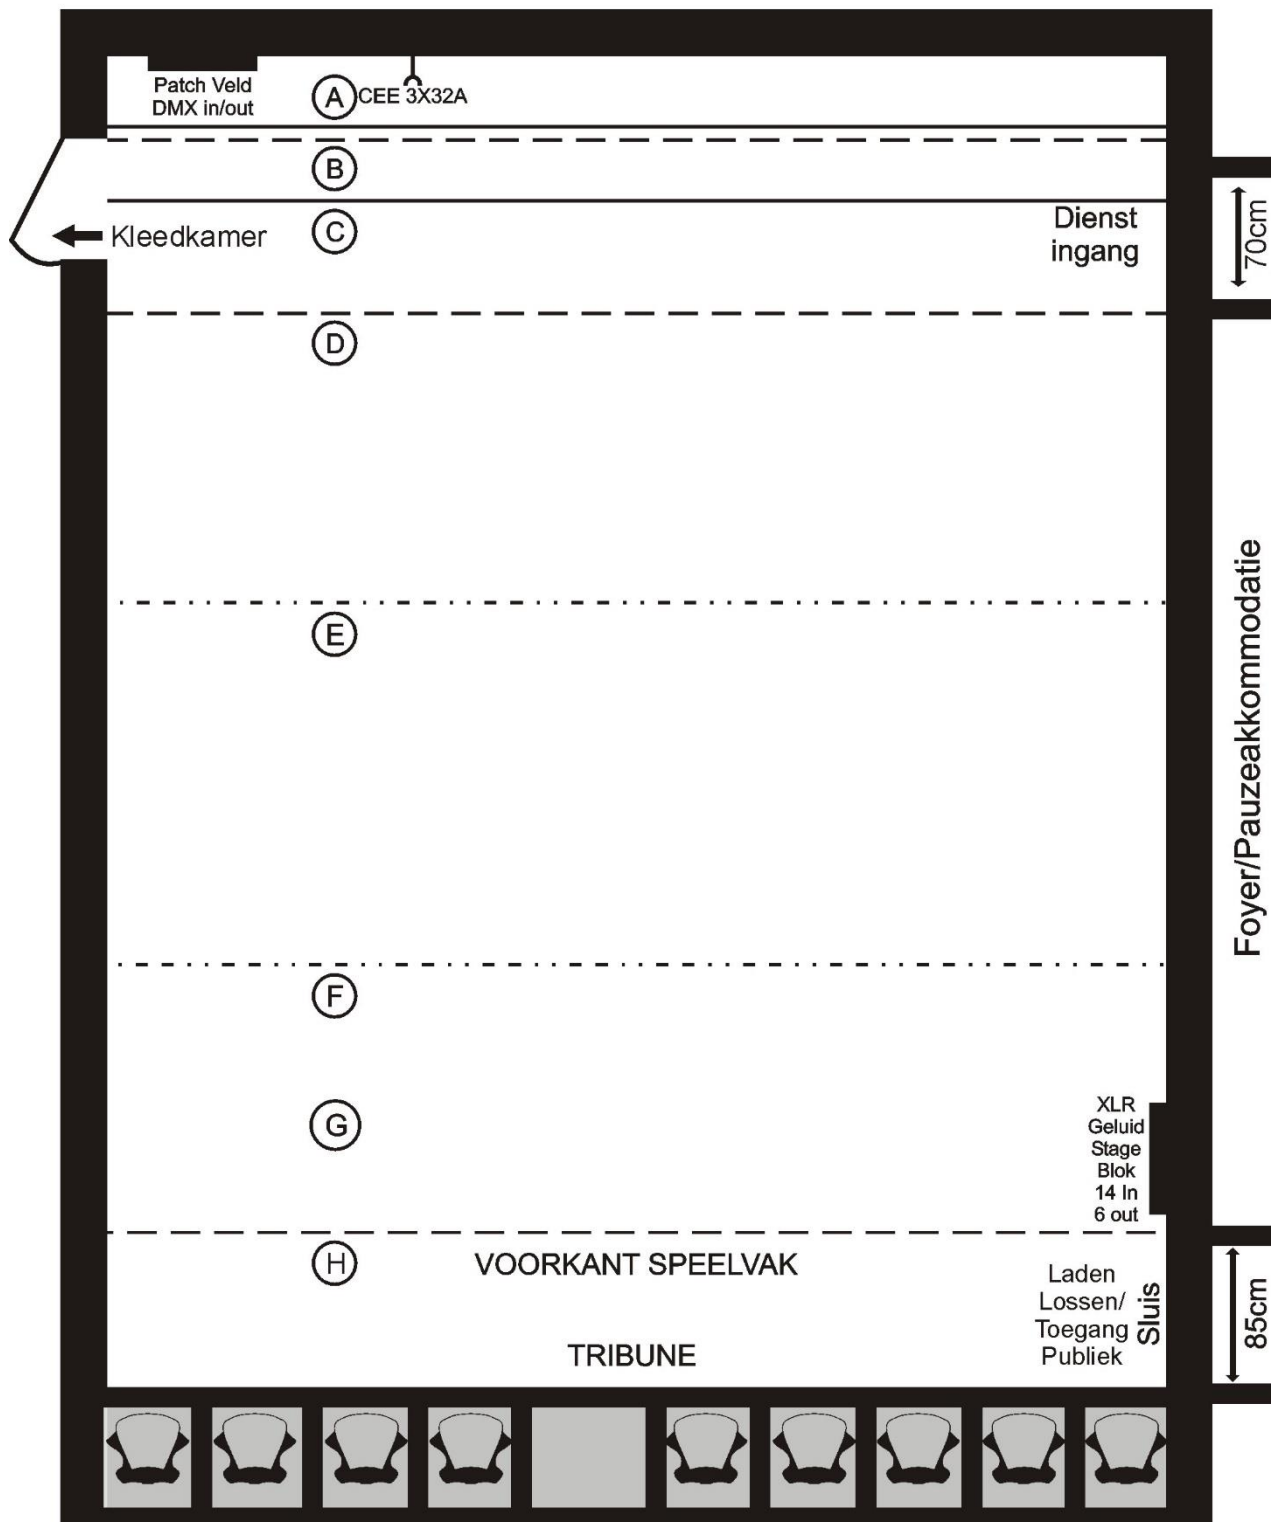 Patch Veld
DMX in/out
A
CEE 3X32A
B
Kleedkamer
C
Dienst
ingang
70cm
D
E
Foyer/Pauzeakkommodatie
F
G
XLR
Geluid
Stage
Blok
14 In
6 out
H
VOORKANT SPEELVAK
Laden
Lossen/
Toegang
Publiek
Sluis
85cm
TRIBUNE